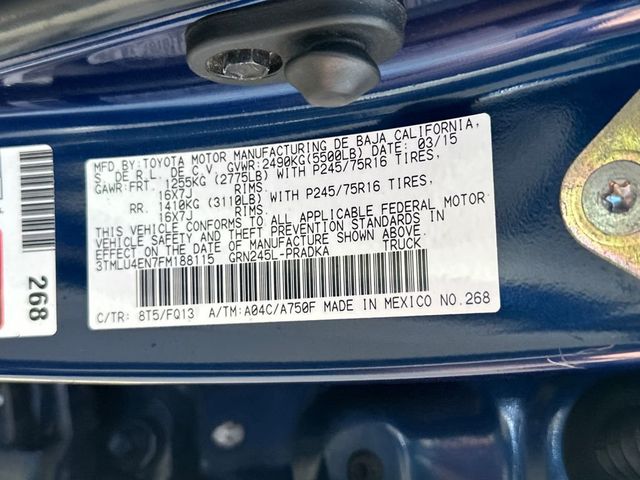 MFD.BY:TOYOTA MOTOR MANUFACTURING DE BAJA CALIFORNIA,
S. DE R.L. DE C.V. GVWR:2490KG(5500LB) DATE: 03/15
GAWR:FRT. 1255KG (2775LB) WITH P245/75R16 TIRES,
16X7J RIMS.
RR. 1410KG (3110LB) WITH P245/75R16 TIRES,
16X7J RIMS.
THIS VEHICLE CONFORMS TO ALL APPLICABLE FEDERAL MOTOR
VEHICLE SAFETY AND THEFT PREVENTION STANDARDS IN
EFFECT ON THE DATE OF MANUFACTURE SHOWN ABOVE.
3TMLU4EN7FM188115 GRN245L-PRADKA TRUCK
C/TR: 8T5/FQ13 A/TM:A04C/A750F MADE IN MEXICO NO.268
268